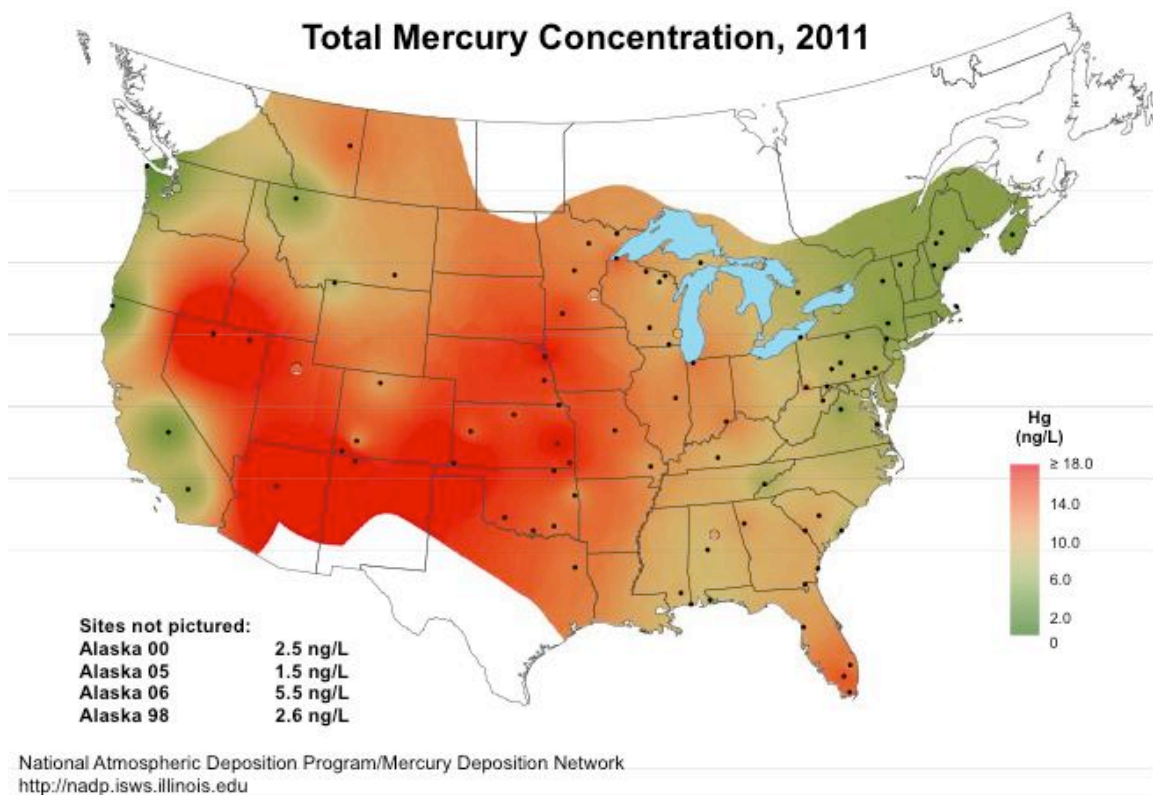 Total Mercury Concentration, 2011
Hg
(ng/L)
≥ 18.0
14.0
10.0
6.0
2.0
0
Sites not pictured:
Alaska 00 2.5 ng/L
Alaska 05 1.5 ng/L
Alaska 06 5.5 ng/L
Alaska 98 2.6 ng/L
National Atmospheric Deposition Program/Mercury Deposition Network
http://nadp.isws.illinois.edu